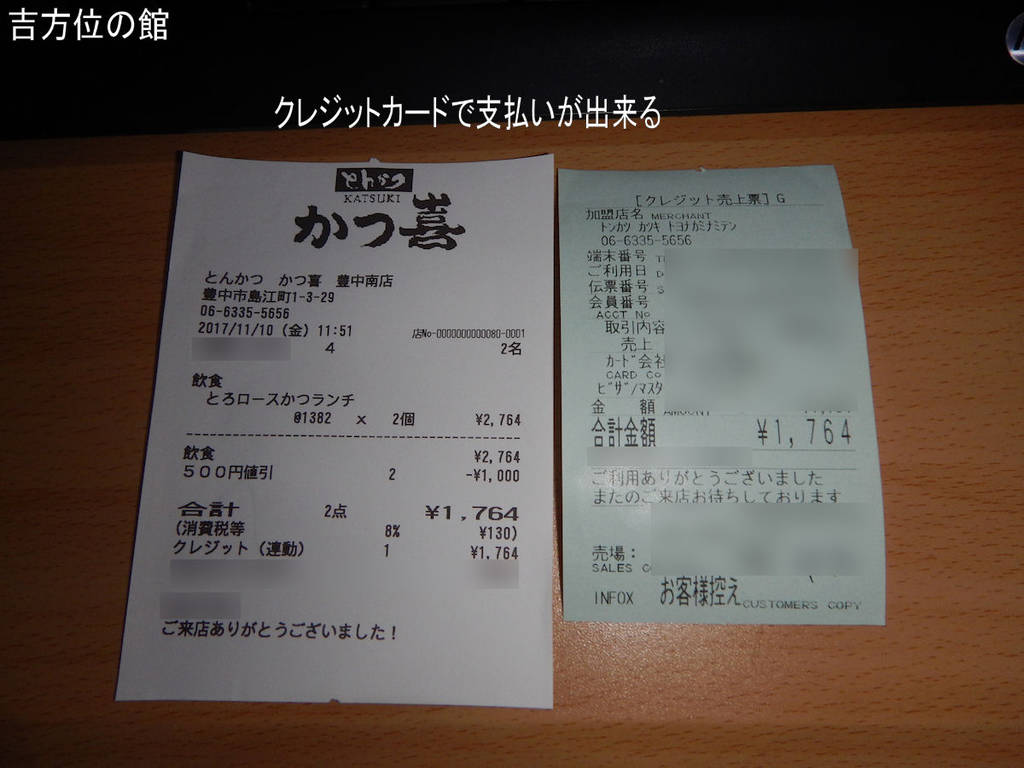 吉方位の館
クレジットカードで支払いが出来る
とんかつ
KATSUKI
かつ喜
とんかつ かつ喜 豊中南店
豊中市島江町1-3-29
06-6335-5656
2017/11/10 (金) 11:51 店No-0000000000080-0001
4 2名
飲食
とろロースかつランチ
@1382 x 2個 ¥2,764
飲食 ¥2,764
500円値引 2 -¥1,000
合計 2点 ¥1,764
(消費税等 8% ¥130)
クレジット (連動) 1 ¥1,764
ご来店ありがとうございました!
[クレジット売上票] G
加盟店名 MERCHANT
トンカツ カツキ トヨナカミナミテン
06-6335-5656
端末番号
ご利用日
伝票番号
会員番号
ACCT No
取引内容
売上
カード会社
CARD CO
ビザ/マスタ
金 額 AMOUNT
合計金額 ¥1,764
ご利用ありがとうございました
またのご来店お待ちしております
売場:
SALES
INFOX お客様控え CUSTOMERS COPY